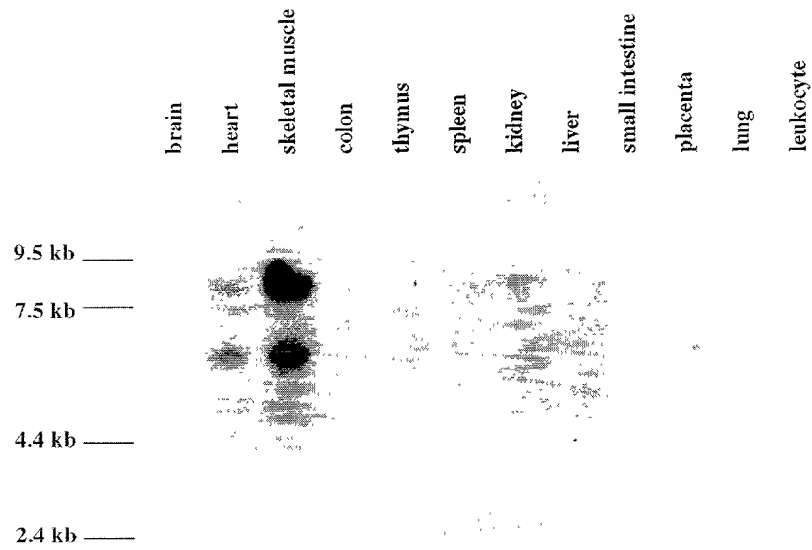 brain
heart
skeletal muscle
colon
thymus
spleen
kidney
liver
small intestine
placenta
lung
leukocyte
9.5 kb
7.5 kb
4.4 kb
2.4 kb